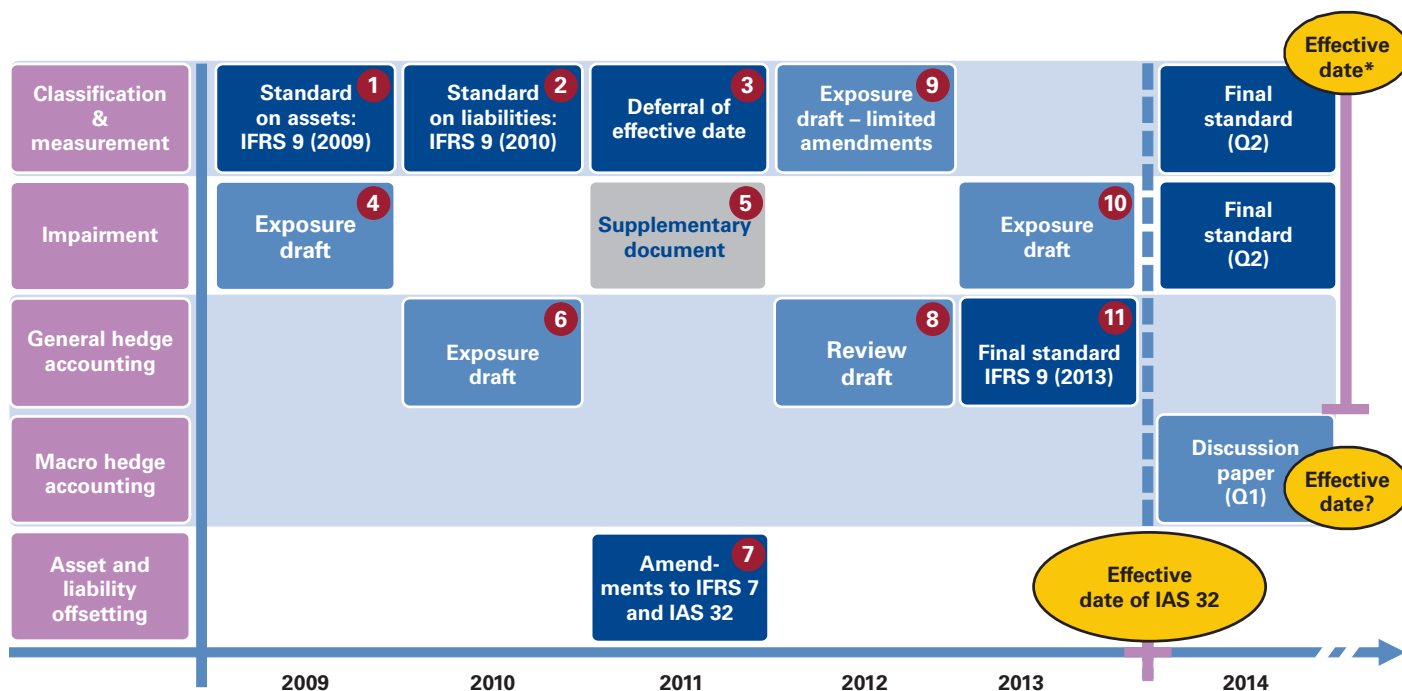 Classification
&
measurement
Standard
on assets:
IFRS 9 (2009)
1
Standard
on liabilities:
IFRS 9 (2010)
2
Deferral of
effective date
3
Exposure
draft – limited
amendments
9
Final
standard
(Q2)
Effective
date*
Impairment
Exposure
draft
4
Supplementary
document
5
Exposure
draft
10
Final
standard
(Q2)
General hedge
accounting
Exposure
draft
6
Review
draft
8
Final standard
IFRS 9 (2013)
11
Macro hedge
accounting
Discussion
paper
(Q1)
Effective
date?
Asset and
liability
offsetting
Amend-
ments to IFRS 7
and IAS 32
7
Effective
date of IAS 32
2009
2010
2011
2012
2013
2014